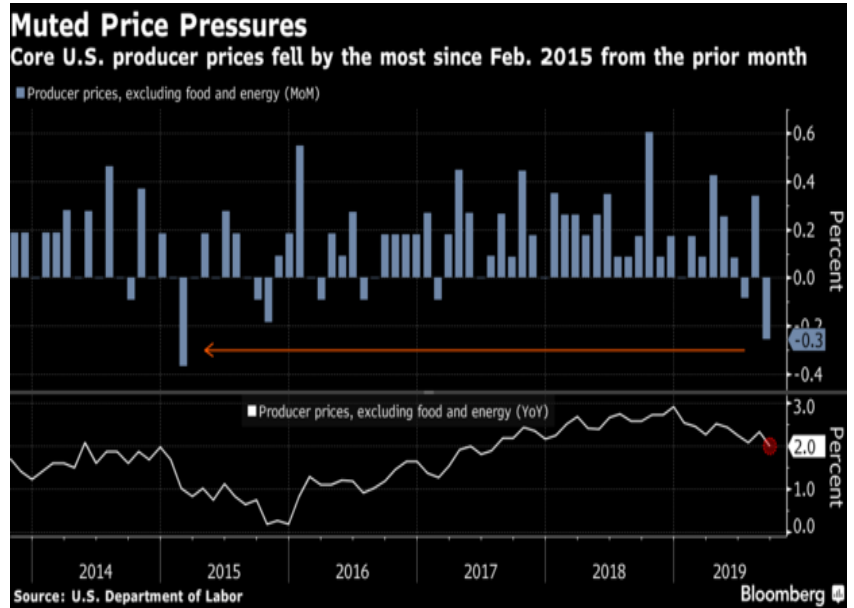 Muted Price Pressures
Core U.S. producer prices fell by the most since Feb. 2015 from the prior month
Producer prices, excluding food and energy (MoM)
0.6
0.4
0.2
0.0
-0.2
-0.3
-0.4
Percent
Producer prices, excluding food and energy (YoY)
3.0
2.0
1.0
0.0
Percent
2014 2015 2016 2017 2018 2019
Source: U.S. Department of Labor
Bloomberg